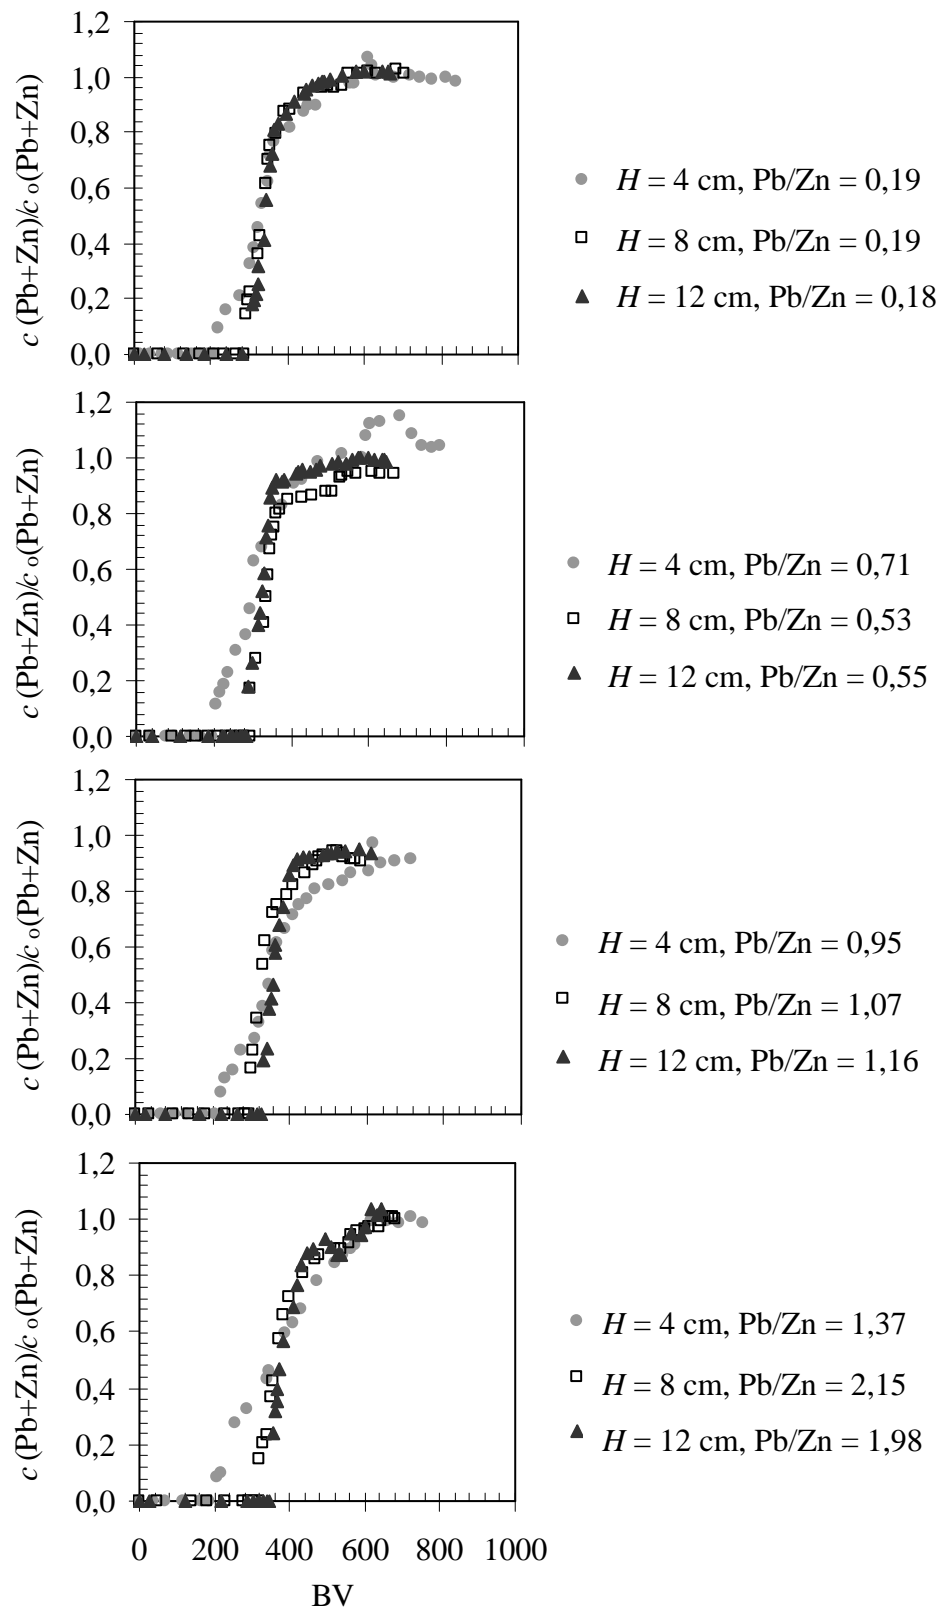 1,2
1,0
0,8
0,6
0,4
0,2
0,0
c (Pb+Zn)/c o(Pb+Zn)
H = 4 cm, Pb/Zn = 0,19
H = 8 cm, Pb/Zn = 0,19
H = 12 cm, Pb/Zn = 0,18
1,2
1,0
0,8
0,6
0,4
0,2
0,0
c (Pb+Zn)/c o(Pb+Zn)
H = 4 cm, Pb/Zn = 0,71
H = 8 cm, Pb/Zn = 0,53
H = 12 cm, Pb/Zn = 0,55
1,2
1,0
0,8
0,6
0,4
0,2
0,0
c (Pb+Zn)/c o(Pb+Zn)
H = 4 cm, Pb/Zn = 0,95
H = 8 cm, Pb/Zn = 1,07
H = 12 cm, Pb/Zn = 1,16
1,2
1,0
0,8
0,6
0,4
0,2
0,0
c (Pb+Zn)/c o(Pb+Zn)
H = 4 cm, Pb/Zn = 1,37
H = 8 cm, Pb/Zn = 2,15
H = 12 cm, Pb/Zn = 1,98
0 200 400 600 800 1000
BV